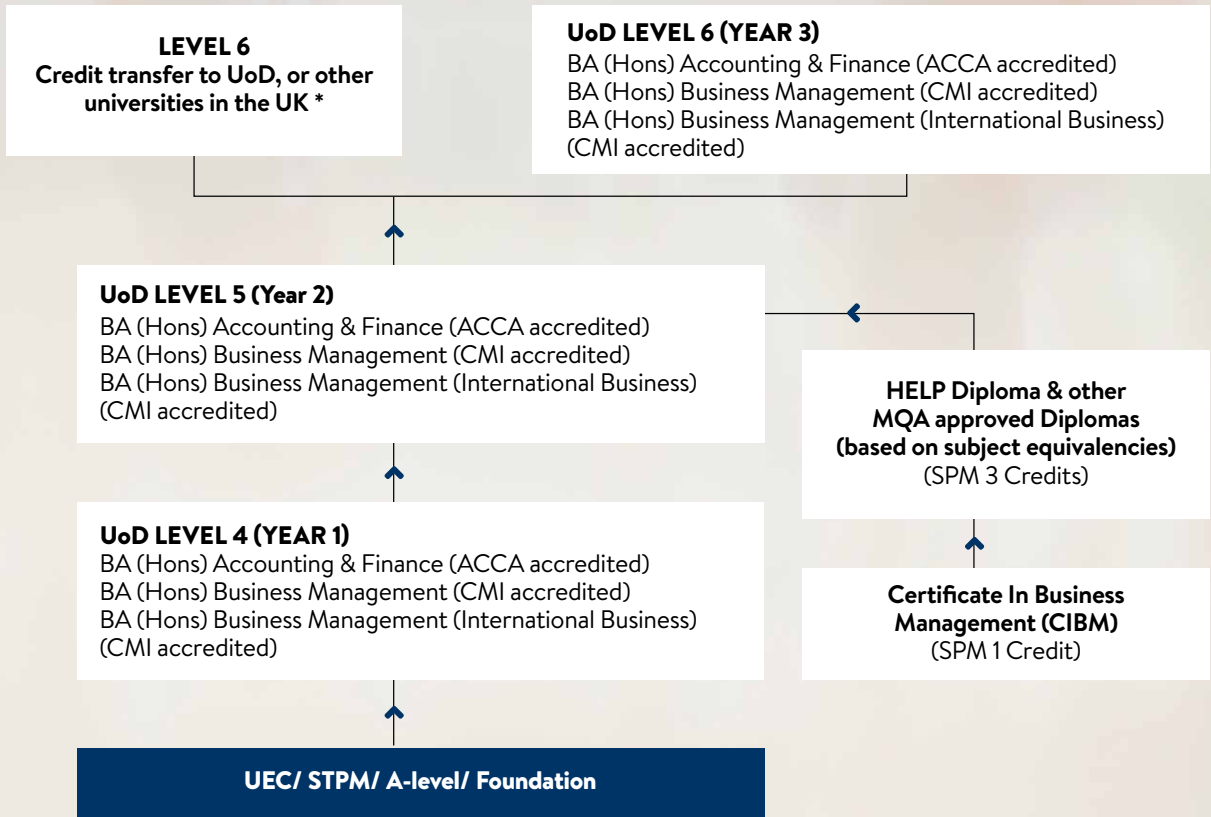 LEVEL 6
Credit transfer to UoD, or other
universities in the UK *
UoD LEVEL 6 (YEAR 3)
BA (Hons) Accounting & Finance (ACCA accredited)
BA (Hons) Business Management (CMI accredited)
BA (Hons) Business Management (International Business)
(CMI accredited)
UoD LEVEL 5 (Year 2)
BA (Hons) Accounting & Finance (ACCA accredited)
BA (Hons) Business Management (CMI accredited)
BA (Hons) Business Management (International Business)
(CMI accredited)
HELP Diploma & other
MQA approved Diplomas
(based on subject equivalencies)
(SPM 3 Credits)
UoD LEVEL 4 (YEAR 1)
BA (Hons) Accounting & Finance (ACCA accredited)
BA (Hons) Business Management (CMI accredited)
BA (Hons) Business Management (International Business)
(CMI accredited)
Certificate In Business
Management (CIBM)
(SPM 1 Credit)
UEC/ STPM/ A-level/ Foundation